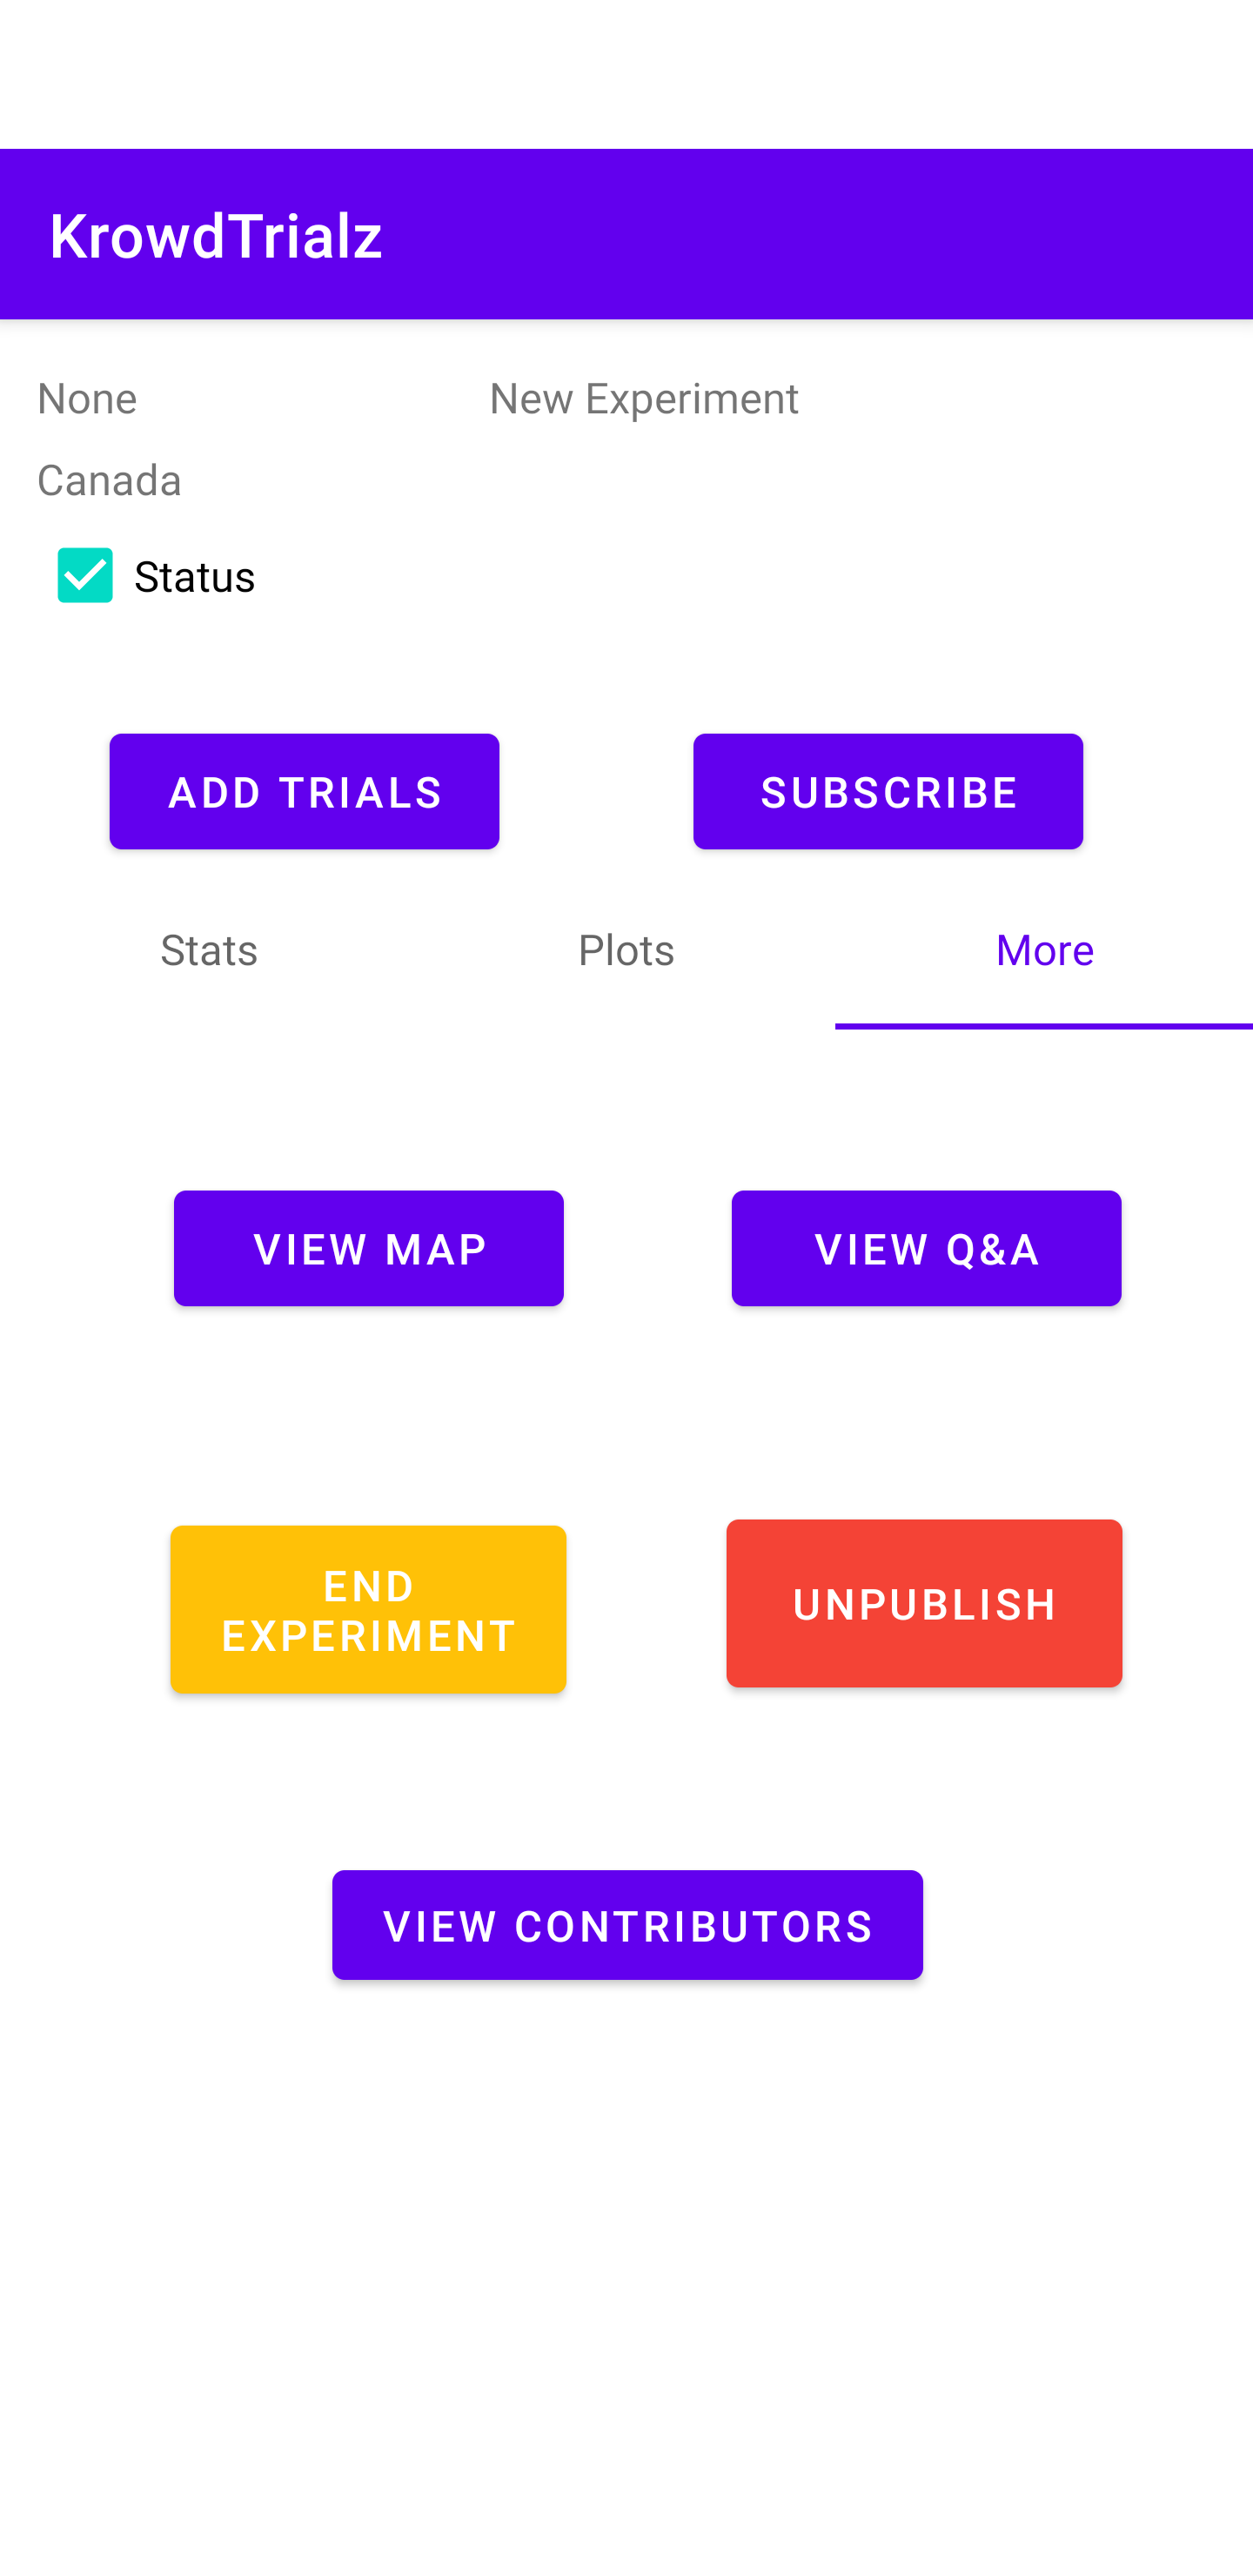 KrowdTrialz
None
New Experiment
Canada
Status
ADD TRIALS
SUBSCRIBE
Stats
Plots
More
VIEW MAP
VIEW Q&A
END
EXPERIMENT
UNPUBLISH
VIEW CONTRIBUTORS